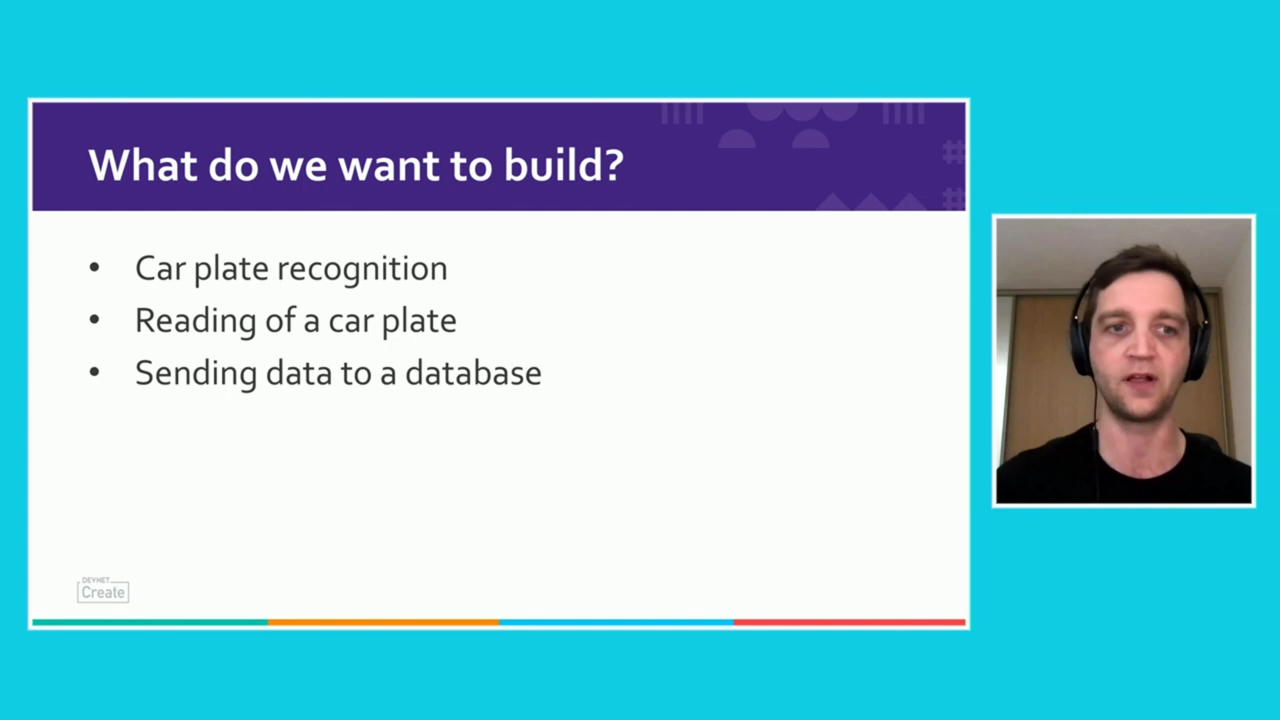 What do we want to build?
• Car plate recognition
• Reading of a car plate
• Sending data to a database
DEVNET
Create